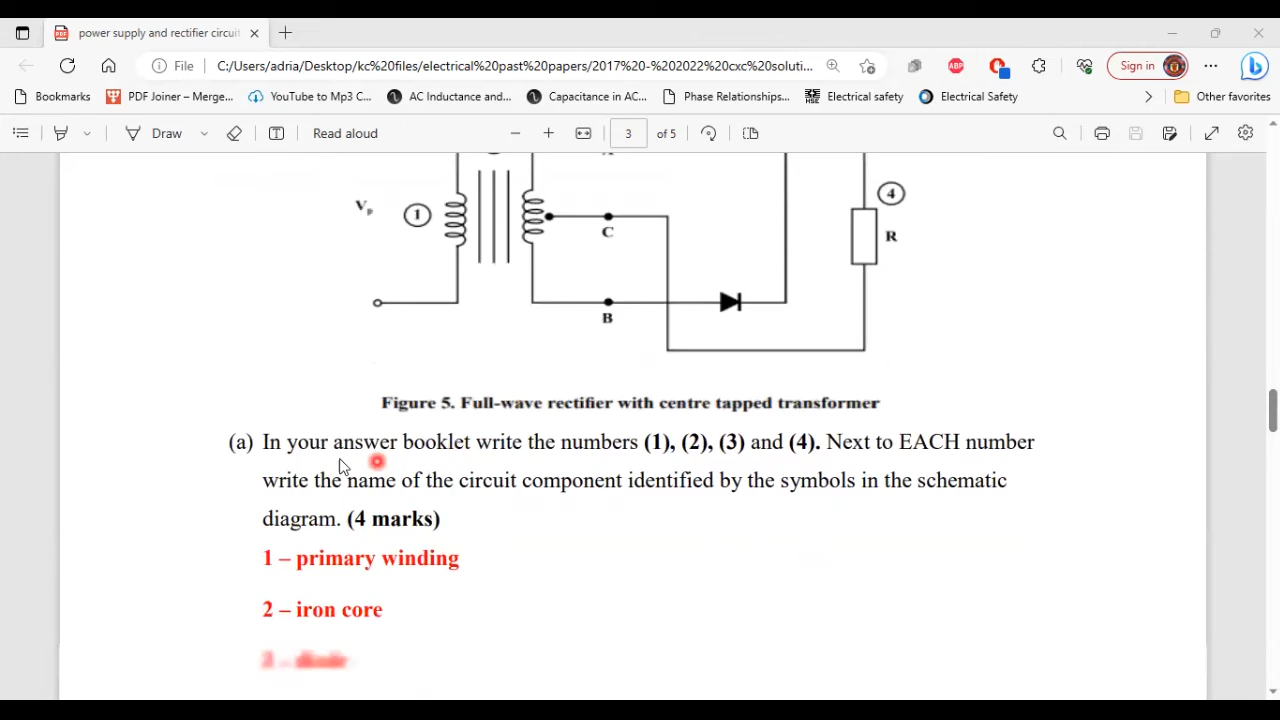 power supply and rectifier circuit
File
C:/Users/adria/Desktop/kc%20files/electrical%20past%20papers/2017%20-%202022%20cxc%20soluti...
ABP
Sign in
Bookmarks
PDF Joiner – Merge...
YouTube to Mp3 C...
AC Inductance and...
Capacitance in AC...
Phase Relationships...
Electrical safety
Electrical Safety
Other favorites
Draw
Read aloud
3
of 5
Vp
1
C
4
R
B
Figure 5. Full-wave rectifier with centre tapped transformer
(a) In your answer booklet write the numbers (1), (2), (3) and (4). Next to EACH number
write the name of the circuit component identified by the symbols in the schematic
diagram. (4 marks)
1 – primary winding
2 – iron core